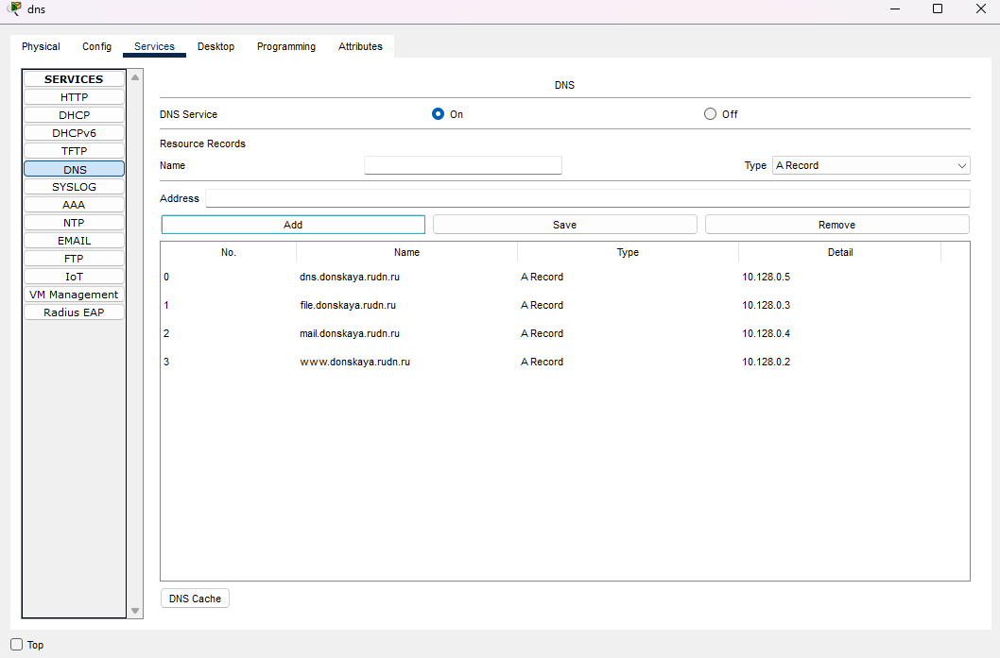 dns
Physical Config Services Desktop Programming Attributes
SERVICES
HTTP
DHCP
DHCPv6
TFTP
DNS
SYSLOG
AAA
NTP
EMAIL
FTP
IoT
VM Management
Radius EAP
DNS
DNS Service On Off
Resource Records
Name Type A Record
Address
Add Save Remove
No. Name Type Detail
0 dns.donskaya.rudn.ru A Record 10.128.0.5
1 file.donskaya.rudn.ru A Record 10.128.0.3
2 mail.donskaya.rudn.ru A Record 10.128.0.4
3 www.donskaya.rudn.ru A Record 10.128.0.2
DNS Cache
Top